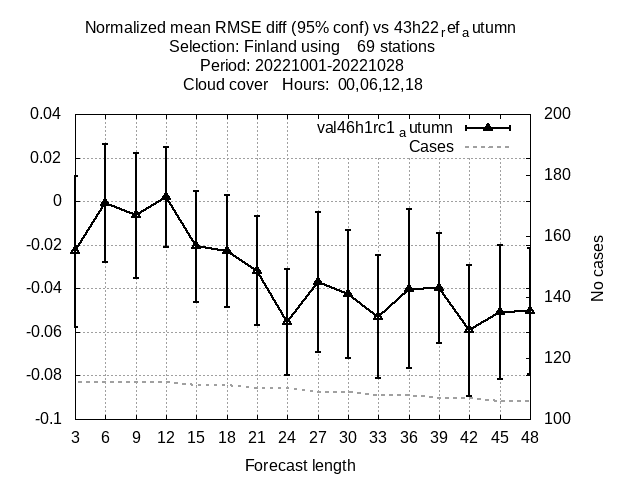 Normalized mean RMSE diff (95% conf) vs 43h22_ref_autumn
Selection: Finland using    69 stations
Period: 20221001-20221028
Cloud cover   Hours:  00,06,12,18
val46h1rc1_autumn
Cases
0.04
0.02
0
-0.02
-0.04
-0.06
-0.08
-0.1
200
180
160
140
120
100
No cases
3 6 9 12 15 18 21 24 27 30 33 36 39 42 45 48
Forecast length